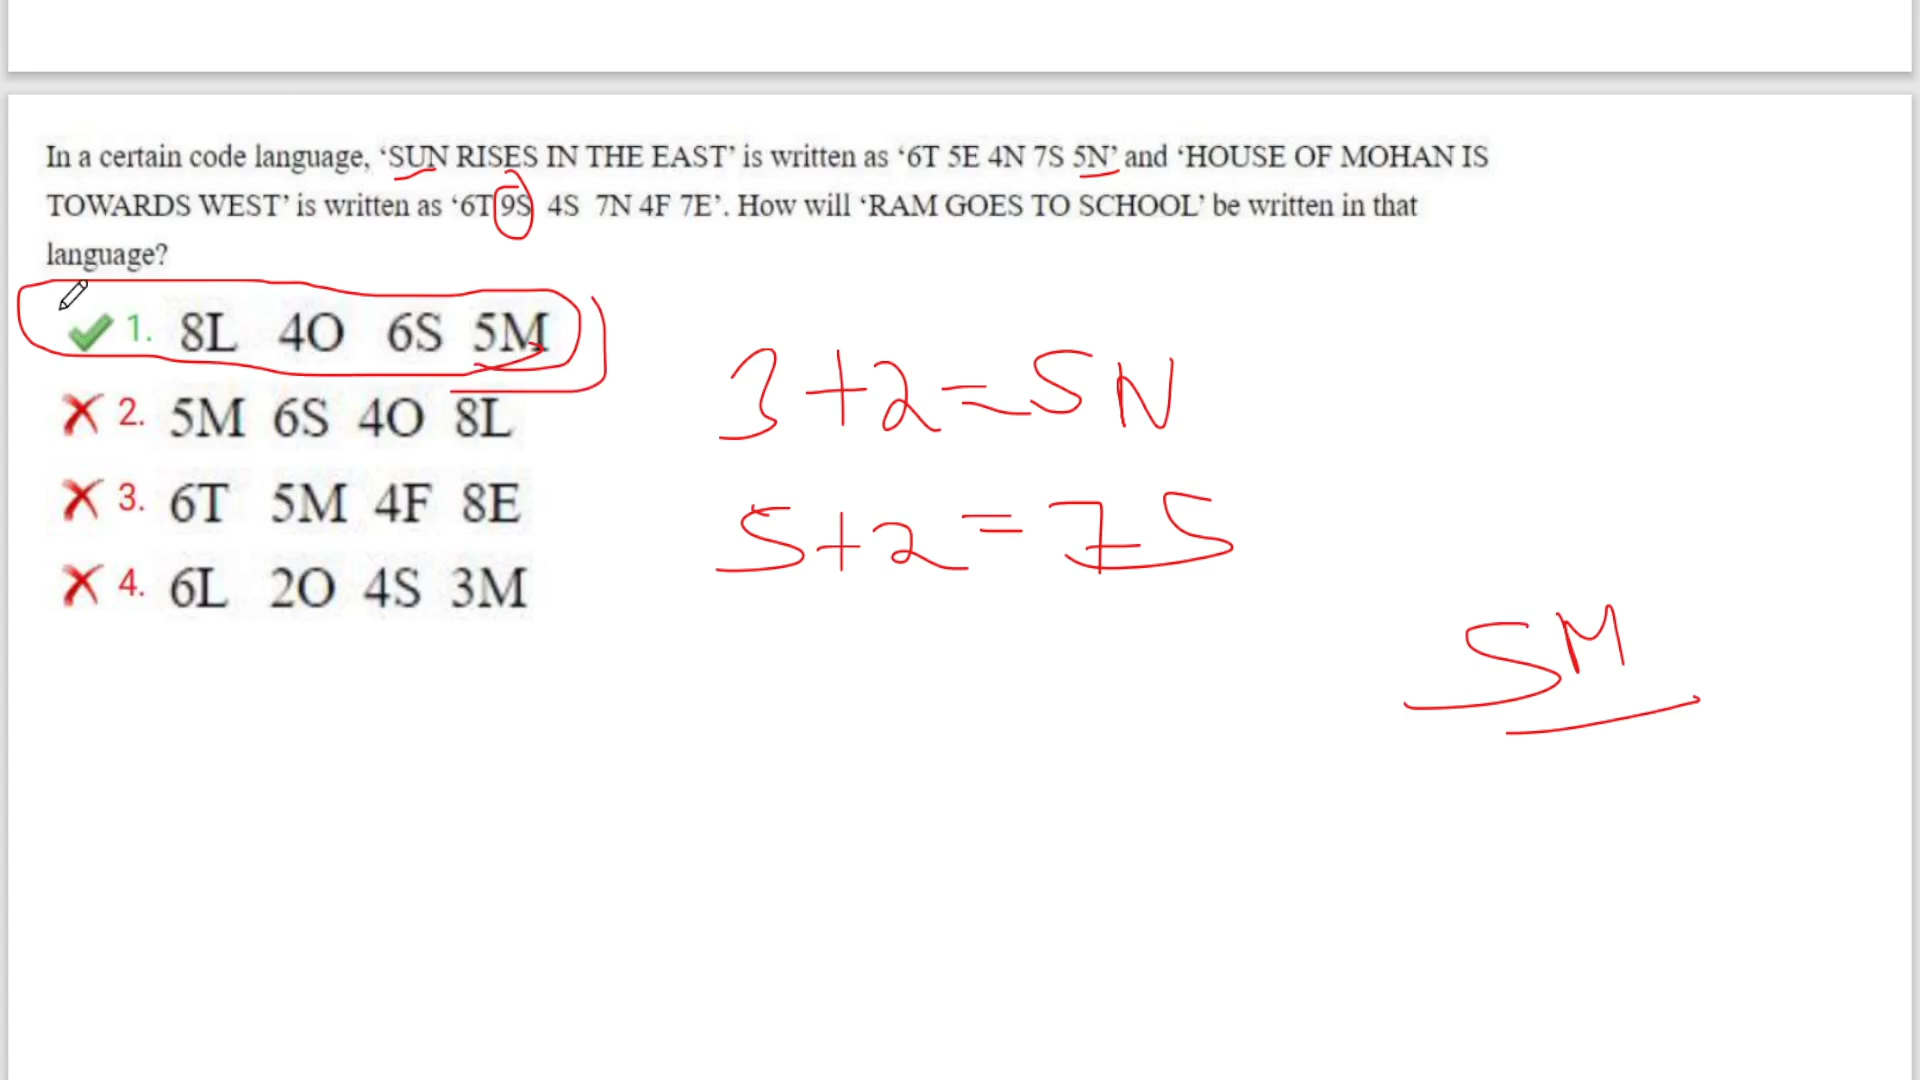 In a certain code language, ‘SUN RISES IN THE EAST’ is written as ‘6T 5E 4N 7S 5N’ and ‘HOUSE OF MOHAN IS
TOWARDS WEST’ is written as ‘6T 9S 4S 7N 4F 7E’. How will ‘RAM GOES TO SCHOOL’ be written in that
language?
1. 8L 4O 6S 5M
2. 5M 6S 4O 8L
3. 6T 5M 4F 8E
4. 6L 2O 4S 3M
3+2=5N
5+2=7S
5M